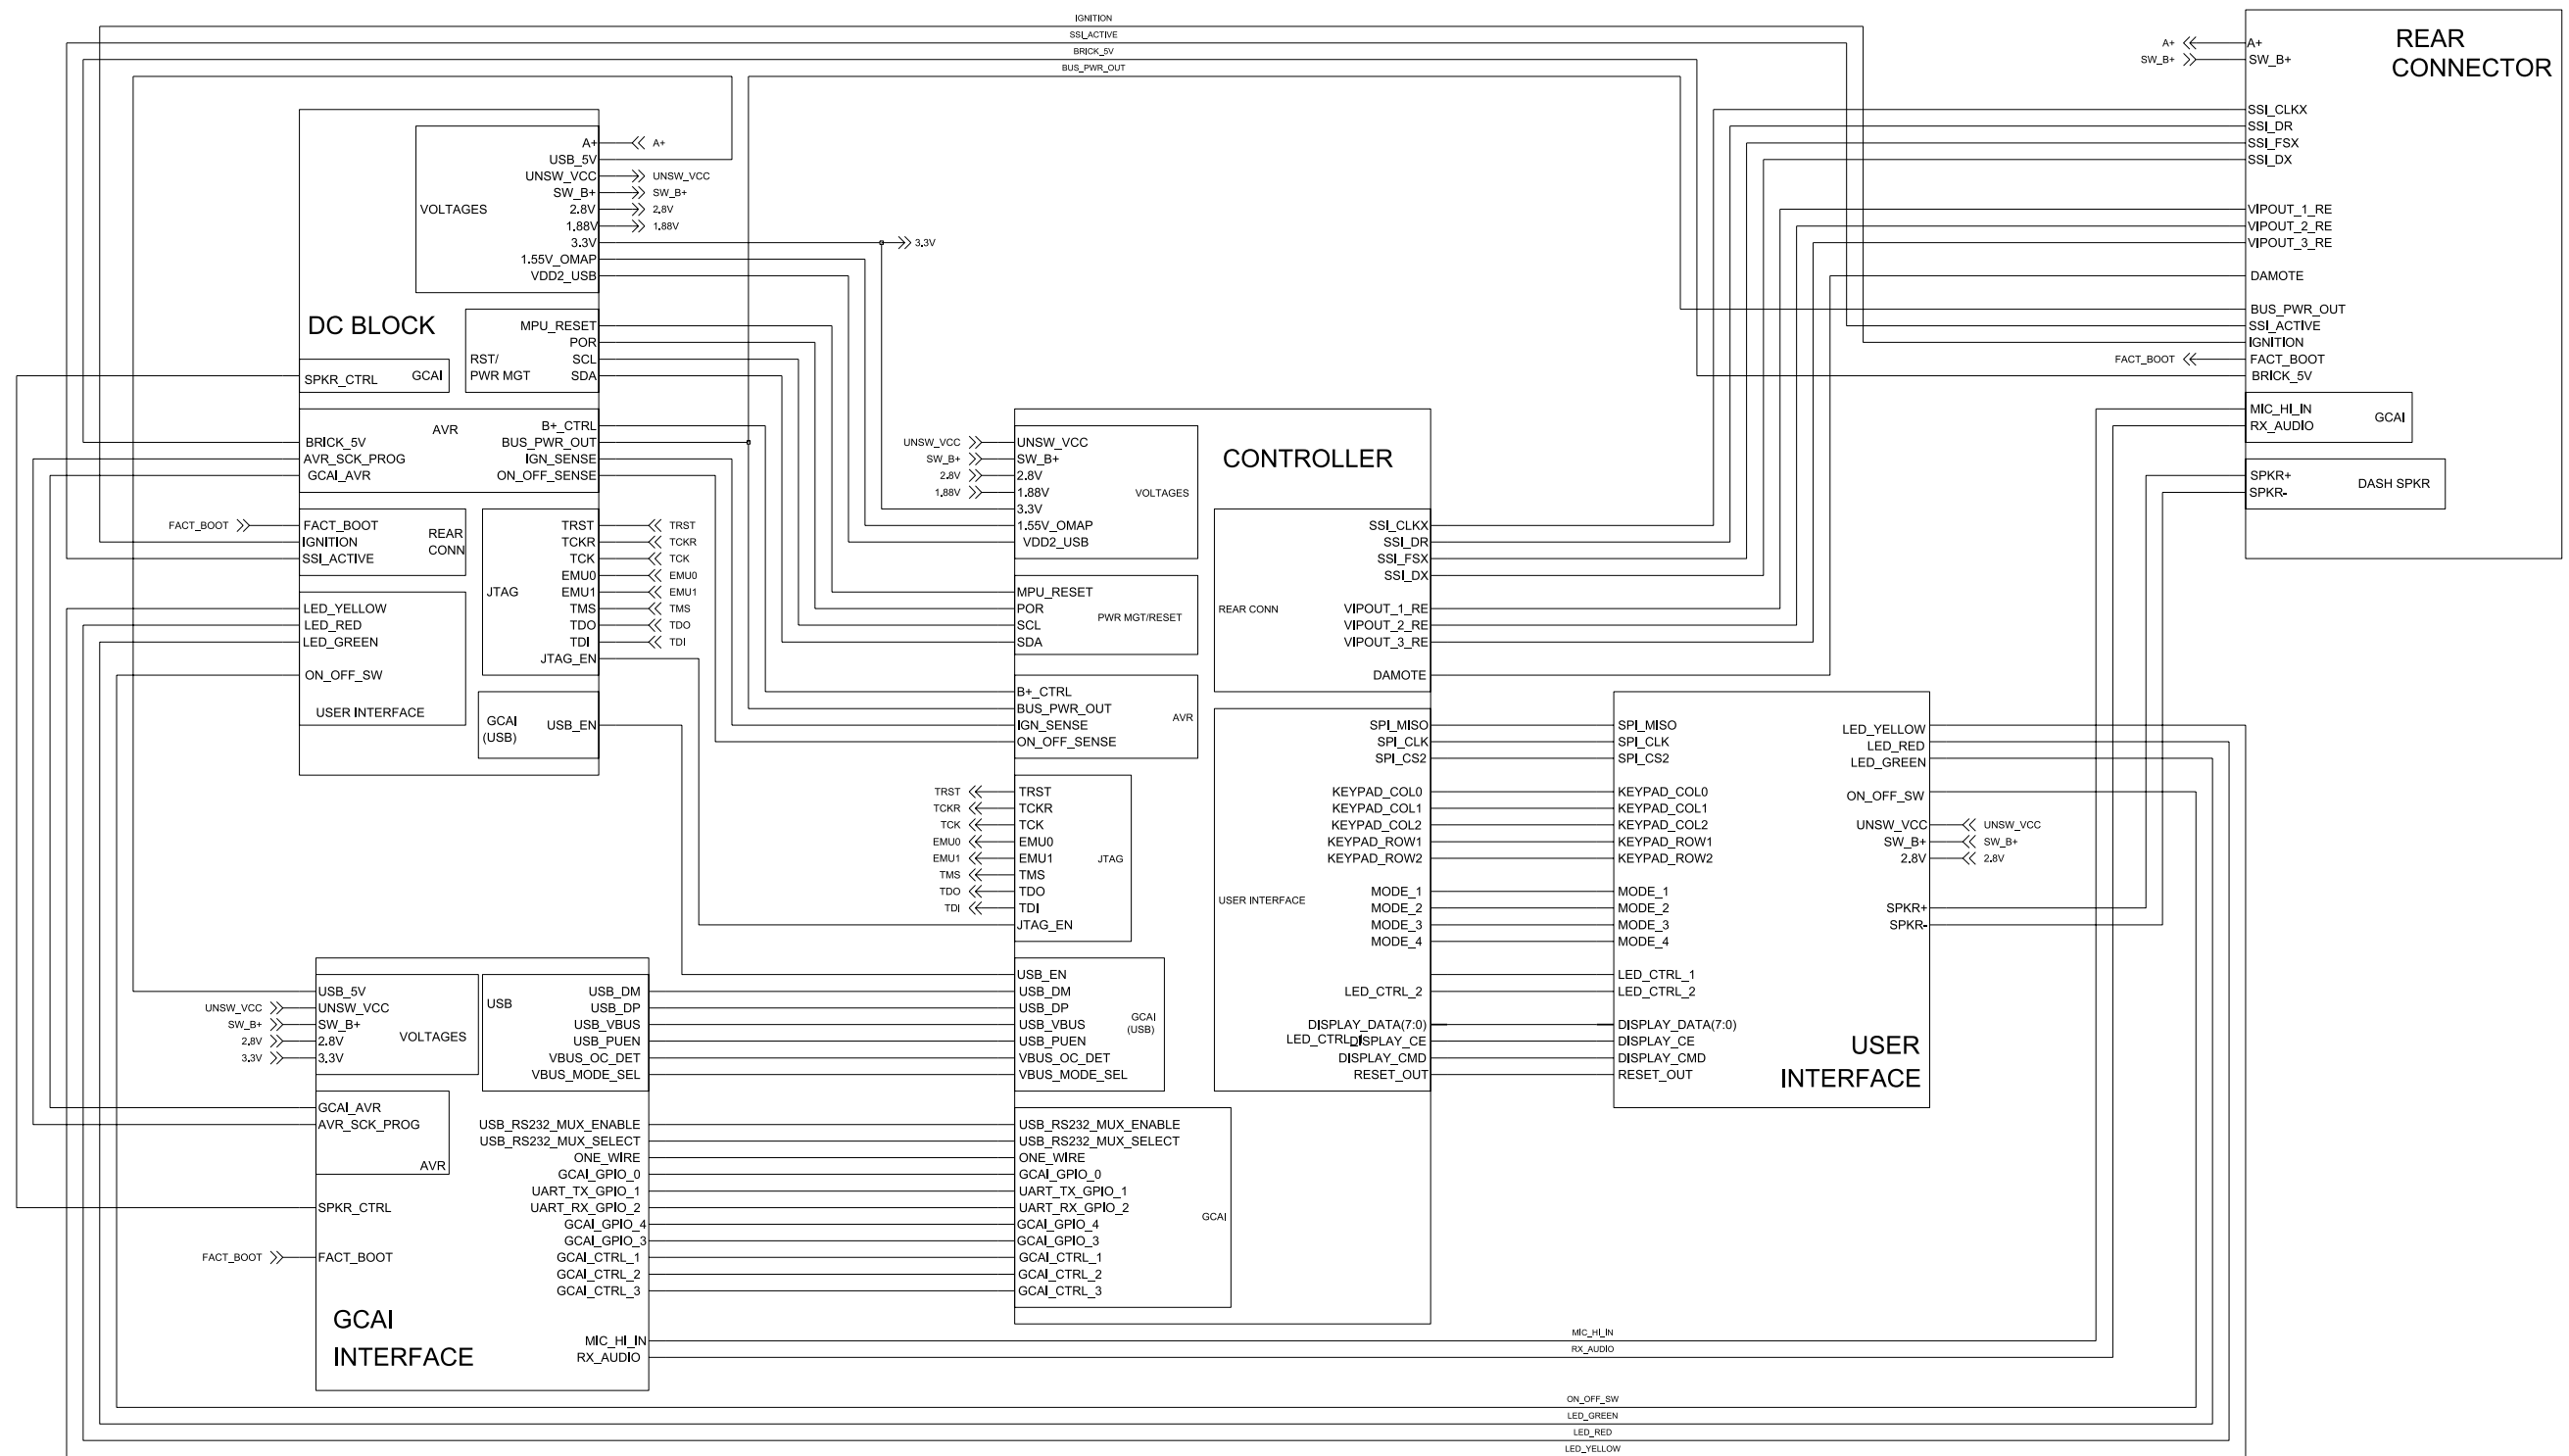 IGNITION
SSI_ACTIVE
BRICK_5V
BUS_PWR_OUT
DC BLOCK
VOLTAGES
A+
USB_5V
UNSW_VCC
SW_B+
2.8V
1.88V
3.3V
1.55V_OMAP
VDD2_USB
A+
UNSW_VCC
SW_B+
2.8V
1.88V
3.3V
RST/
PWR MGT
MPU_RESET
POR
SCL
SDA
SPKR_CTRL
GCAI
AVR
BRICK_5V
AVR_SCK_PROG
GCAI_AVR
B+_CTRL
BUS_PWR_OUT
IGN_SENSE
ON_OFF_SENSE
FACT_BOOT
FACT_BOOT
IGNITION
SSI_ACTIVE
REAR
CONN
JTAG
TRST
TCKR
TCK
EMU0
EMU1
TMS
TDO
TDI
JTAG_EN
TRST
TCKR
TCK
EMU0
EMU1
TMS
TDO
TDI
LED_YELLOW
LED_RED
LED_GREEN
ON_OFF_SW
USER INTERFACE
GCAI
(USB)
USB_EN
GCAI
INTERFACE
UNSW_VCC
SW_B+
2.8V
3.3V
USB_5V
UNSW_VCC
SW_B+
2.8V
3.3V
VOLTAGES
USB
USB_DM
USB_DP
USB_VBUS
USB_PUEN
VBUS_OC_DET
VBUS_MODE_SEL
GCAI_AVR
AVR_SCK_PROG
AVR
SPKR_CTRL
FACT_BOOT
FACT_BOOT
USB_RS232_MUX_ENABLE
USB_RS232_MUX_SELECT
ONE_WIRE
GCAI_GPIO_0
UART_TX_GPIO_1
UART_RX_GPIO_2
GCAI_GPIO_4
GCAI_GPIO_3
GCAI_CTRL_1
GCAI_CTRL_2
GCAI_CTRL_3
MIC_HI_IN
RX_AUDIO
CONTROLLER
UNSW_VCC
SW_B+
2.8V
1.88V
UNSW_VCC
SW_B+
2.8V
1.88V
3.3V
1.55V_OMAP
VDD2_USB
VOLTAGES
MPU_RESET
POR
SCL
SDA
PWR MGT/RESET
B+_CTRL
BUS_PWR_OUT
IGN_SENSE
ON_OFF_SENSE
AVR
TRST
TCKR
TCK
EMU0
EMU1
TMS
TDO
TDI
TRST
TCKR
TCK
EMU0
EMU1
TMS
TDO
TDI
JTAG_EN
JTAG
USB_EN
USB_DM
USB_DP
USB_VBUS
USB_PUEN
VBUS_OC_DET
VBUS_MODE_SEL
GCAI
(USB)
USB_RS232_MUX_ENABLE
USB_RS232_MUX_SELECT
ONE_WIRE
GCAI_GPIO_0
UART_TX_GPIO_1
UART_RX_GPIO_2
GCAI_GPIO_4
GCAI_GPIO_3
GCAI_CTRL_1
GCAI_CTRL_2
GCAI_CTRL_3
GCAI
REAR CONN
SSI_CLKX
SSI_DR
SSI_FSX
SSI_DX
VIPOUT_1_RE
VIPOUT_2_RE
VIPOUT_3_RE
DAMOTE
USER INTERFACE
SPI_MISO
SPI_CLK
SPI_CS2
KEYPAD_COL0
KEYPAD_COL1
KEYPAD_COL2
KEYPAD_ROW1
KEYPAD_ROW2
MODE_1
MODE_2
MODE_3
MODE_4
LED_CTRL_2
DISPLAY_DATA(7:0)
LED_CTRL_1
DISPLAY_CE
DISPLAY_CMD
RESET_OUT
USER
INTERFACE
SPI_MISO
SPI_CLK
SPI_CS2
KEYPAD_COL0
KEYPAD_COL1
KEYPAD_COL2
KEYPAD_ROW1
KEYPAD_ROW2
MODE_1
MODE_2
MODE_3
MODE_4
LED_CTRL_1
LED_CTRL_2
DISPLAY_DATA(7:0)
DISPLAY_CE
DISPLAY_CMD
RESET_OUT
LED_YELLOW
LED_RED
LED_GREEN
ON_OFF_SW
UNSW_VCC
SW_B+
2.8V
UNSW_VCC
SW_B+
2.8V
SPKR+
SPKR-
REAR
CONNECTOR
A+
SW_B+
A+
SW_B+
SSI_CLKX
SSI_DR
SSI_FSX
SSI_DX
VIPOUT_1_RE
VIPOUT_2_RE
VIPOUT_3_RE
DAMOTE
BUS_PWR_OUT
SSI_ACTIVE
IGNITION
FACT_BOOT
FACT_BOOT
BRICK_5V
MIC_HI_IN
RX_AUDIO
GCAI
SPKR+
SPKR-
DASH SPKR
MIC_HI_IN
RX_AUDIO
ON_OFF_SW
LED_GREEN
LED_RED
LED_YELLOW